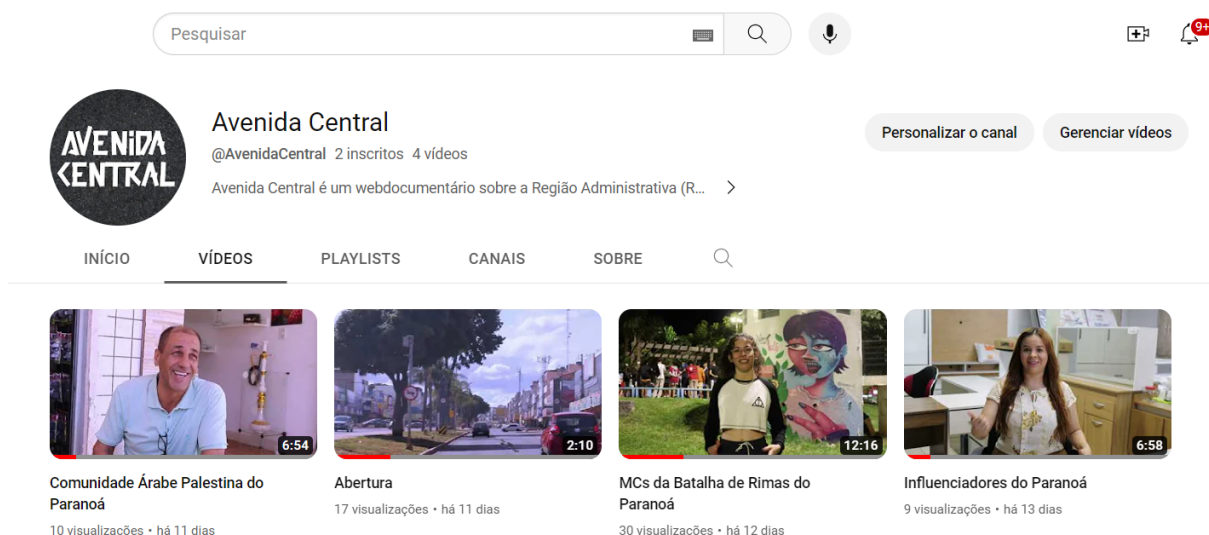 Pesquisar
9+
AVENIDA
CENTRAL
Avenida Central
@AvenidaCentral 2 inscritos 4 vídeos
Avenida Central é um webdocumentário sobre a Região Administrativa (R...
Personalizar o canal
Gerenciar vídeos
INÍCIO VÍDEOS PLAYLISTS CANAIS SOBRE
6:54
2:10
12:16
6:58
Comunidade Árabe Palestina do
Paranoá
10 visualizações • há 11 dias
Abertura
17 visualizações • há 11 dias
MCs da Batalha de Rimas do
Paranoá
30 visualizações • há 12 dias
Influenciadores do Paranoá
9 visualizações • há 13 dias